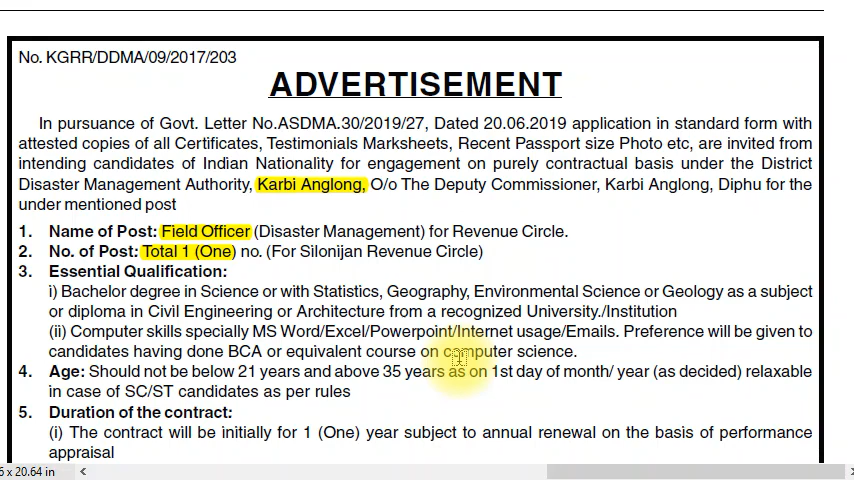 No. KGRR/DDMA/09/2017/203
ADVERTISEMENT
In pursuance of Govt. Letter No.ASDMA.30/2019/27, Dated 20.06.2019 application in standard form with
attested copies of all Certificates, Testimonials Marksheets, Recent Passport size Photo etc, are invited from
intending candidates of Indian Nationality for engagement on purely contractual basis under the District
Disaster Management Authority, Karbi Anglong, O/o The Deputy Commissioner, Karbi Anglong, Diphu for the
under mentioned post
1. Name of Post: Field Officer (Disaster Management) for Revenue Circle.
2. No. of Post: Total 1 (One) no. (For Silonijan Revenue Circle)
3. Essential Qualification:
i) Bachelor degree in Science or with Statistics, Geography, Environmental Science or Geology as a subject
or diploma in Civil Engineering or Architecture from a recognized University./Institution
(ii) Computer skills specially MS Word/Excel/Powerpoint/Internet usage/Emails. Preference will be given to
candidates having done BCA or equivalent course on computer science.
4. Age: Should not be below 21 years and above 35 years as on 1st day of month/ year (as decided) relaxable
in case of SC/ST candidates as per rules
5. Duration of the contract:
(i) The contract will be initially for 1 (One) year subject to annual renewal on the basis of performance
appraisal
6 x 20.64 in